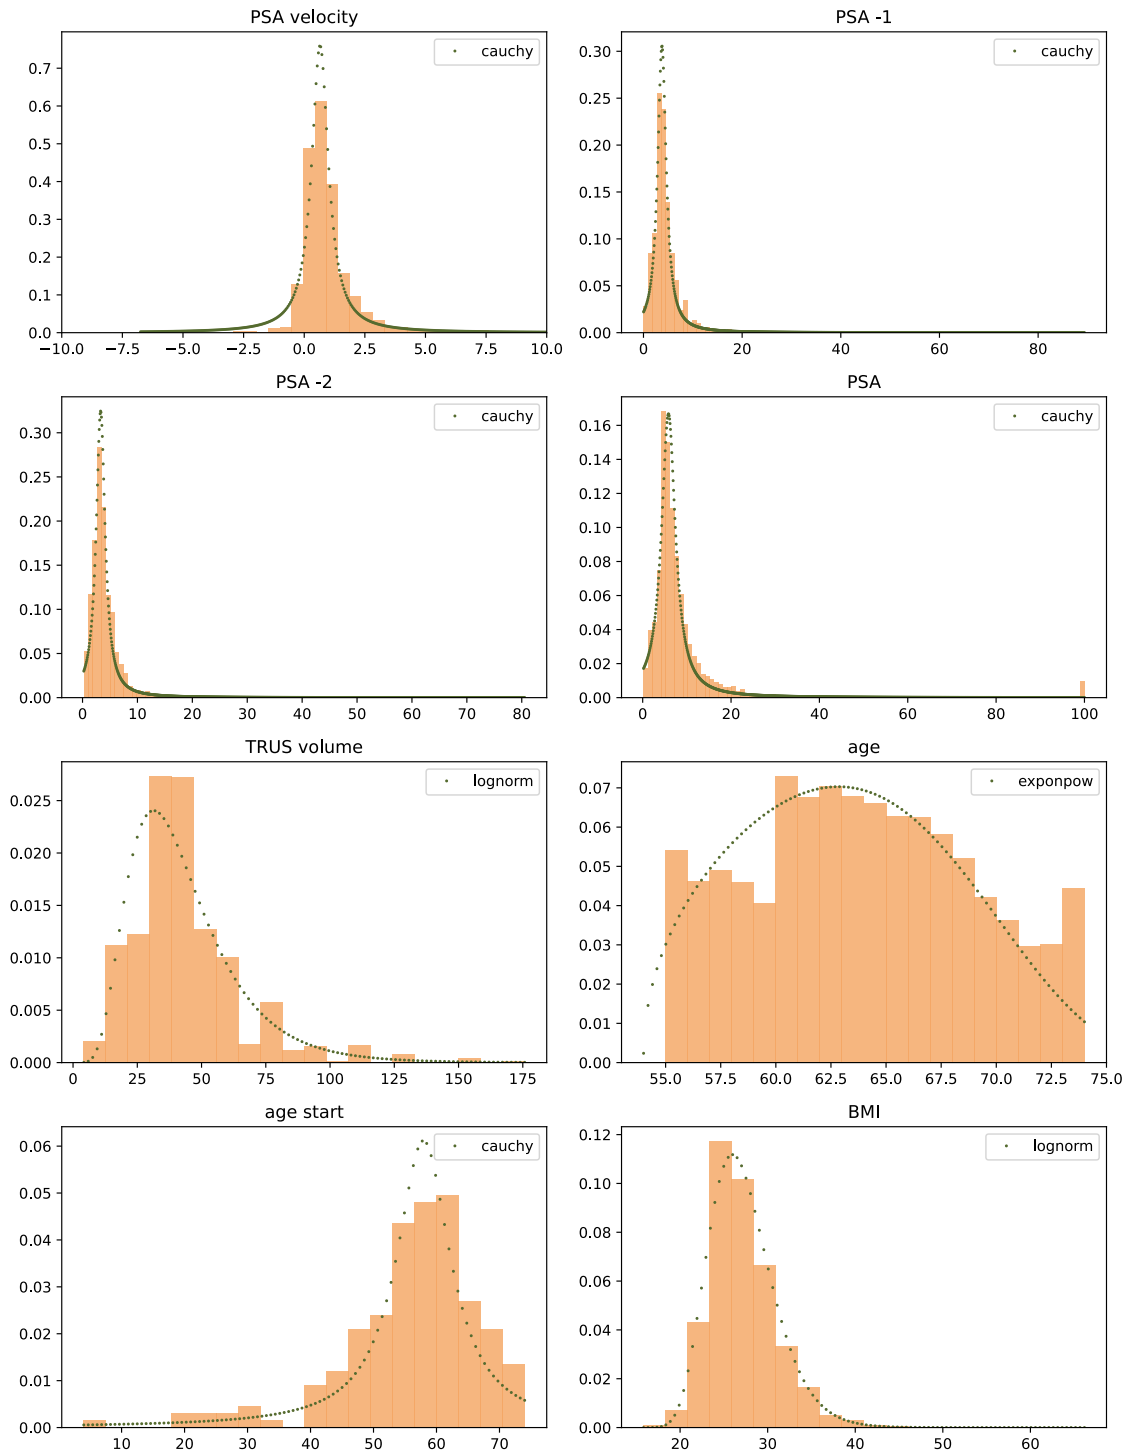 PSA velocity
cauchy
0.7
0.6
0.5
0.4
0.3
0.2
0.1
0.0
−10.0 −7.5 −5.0 −2.5 0.0 2.5 5.0 7.5 10.0
PSA -1
cauchy
0.30
0.25
0.20
0.15
0.10
0.05
0.00
0 20 40 60 80
PSA -2
cauchy
0.30
0.25
0.20
0.15
0.10
0.05
0.00
0 10 20 30 40 50 60 70 80
PSA
cauchy
0.16
0.14
0.12
0.10
0.08
0.06
0.04
0.02
0.00
0 20 40 60 80 100
TRUS volume
lognorm
0.025
0.020
0.015
0.010
0.005
0.000
0 25 50 75 100 125 150 175
age
exponpow
0.07
0.06
0.05
0.04
0.03
0.02
0.01
0.00
55.0 57.5 60.0 62.5 65.0 67.5 70.0 72.5 75.0
age start
cauchy
0.06
0.05
0.04
0.03
0.02
0.01
0.00
10 20 30 40 50 60 70
BMI
lognorm
0.12
0.10
0.08
0.06
0.04
0.02
0.00
20 30 40 50 60